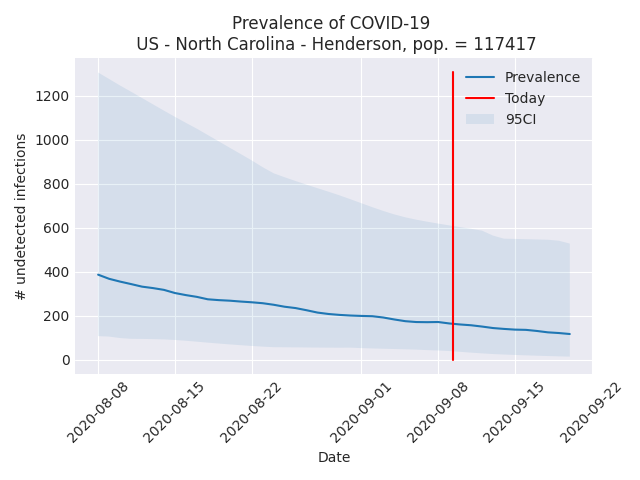 Prevalence of COVID-19
US - North Carolina - Henderson, pop. = 117417
Prevalence
Today
95CI
1200
1000
800
600
400
200
0
# undetected infections
2020-08-08
2020-08-15
2020-08-22
2020-09-01
2020-09-08
2020-09-15
2020-09-22
Date